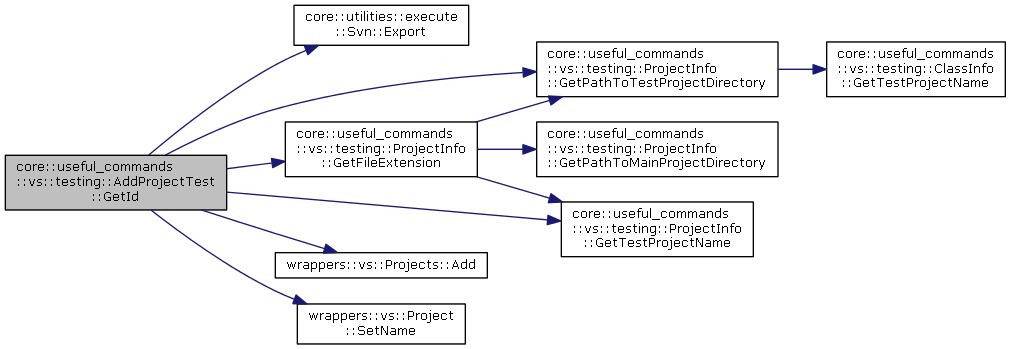 core::utilities::execute
::Svn::Export
core::useful_commands
::vs::testing::ProjectInfo
::GetPathToTestProjectDirectory
core::useful_commands
::vs::testing::ClassInfo
::GetTestProjectName
core::useful_commands
::vs::testing::ProjectInfo
::GetFileExtension
core::useful_commands
::vs::testing::ProjectInfo
::GetPathToMainProjectDirectory
core::useful_commands
::vs::testing::AddProjectTest
::GetId
core::useful_commands
::vs::testing::ProjectInfo
::GetTestProjectName
wrappers::vs::Projects::Add
wrappers::vs::Project
::SetName